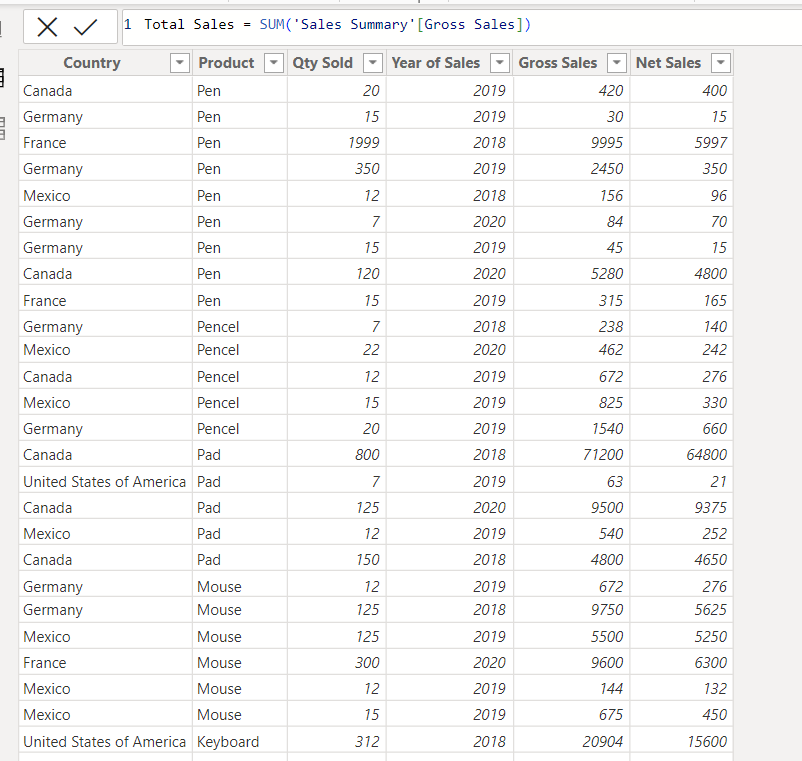 1 Total Sales = SUM('Sales Summary'[Gross Sales])
Country Product Qty Sold Year of Sales Gross Sales Net Sales
Canada Pen 20 2019 420 400
Germany Pen 15 2019 30 15
France Pen 1999 2018 9995 5997
Germany Pen 350 2019 2450 350
Mexico Pen 12 2018 156 96
Germany Pen 7 2020 84 70
Germany Pen 15 2019 45 15
Canada Pen 120 2020 5280 4800
France Pen 15 2019 315 165
Germany Pencel 7 2018 238 140
Mexico Pencel 22 2020 462 242
Canada Pencel 12 2019 672 276
Mexico Pencel 15 2019 825 330
Germany Pencel 20 2019 1540 660
Canada Pad 800 2018 71200 64800
United States of America Pad 7 2019 63 21
Canada Pad 125 2020 9500 9375
Mexico Pad 12 2019 540 252
Canada Pad 150 2018 4800 4650
Germany Mouse 12 2019 672 276
Germany Mouse 125 2018 9750 5625
Mexico Mouse 125 2019 5500 5250
France Mouse 300 2020 9600 6300
Mexico Mouse 12 2019 144 132
Mexico Mouse 15 2019 675 450
United States of America Keyboard 312 2018 20904 15600